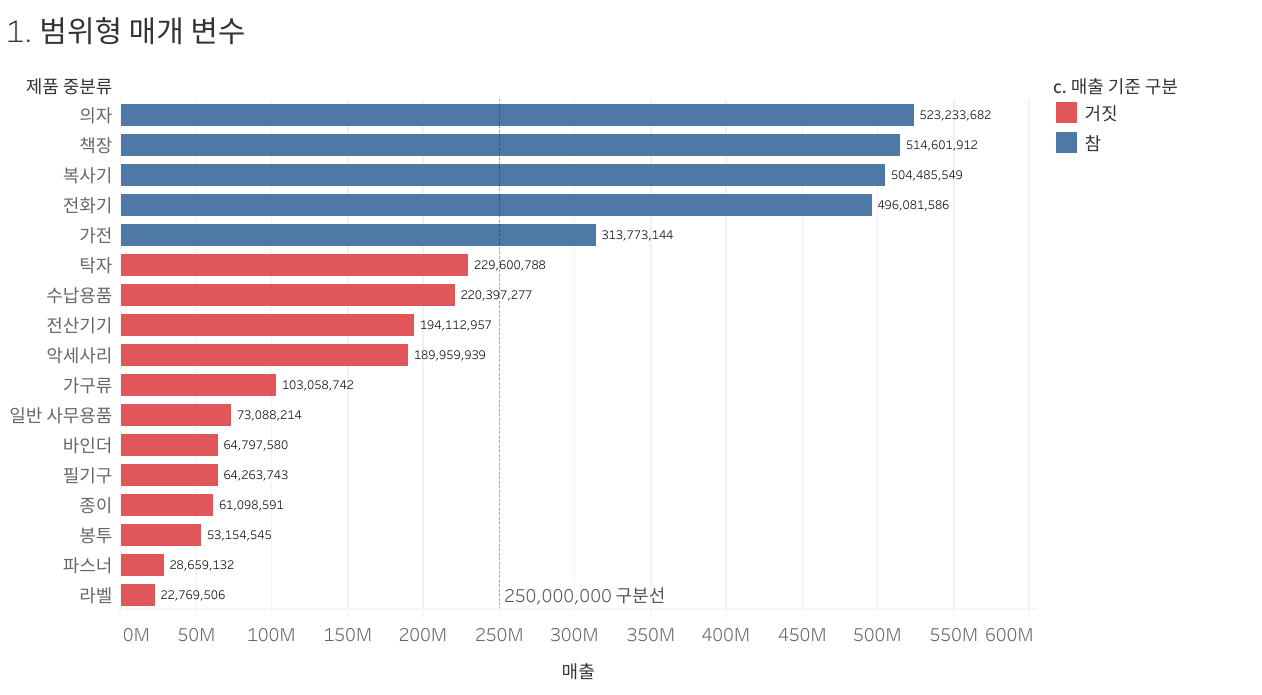 1. 범위형 매개 변수
제품 중분류
c. 매출 기준 구분
거짓
참
의자 523,233,682
책장 514,601,912
복사기 504,485,549
전화기 496,081,586
가전 313,773,144
탁자 229,600,788
수납용품 220,397,277
전산기기 194,112,957
악세사리 189,959,939
가구류 103,058,742
일반 사무용품 73,088,214
바인더 64,797,580
필기구 64,263,743
종이 61,098,591
봉투 53,154,545
파스너 28,659,132
라벨 22,769,506
250,000,000 구분선
0M 50M 100M 150M 200M 250M 300M 350M 400M 450M 500M 550M 600M
매출